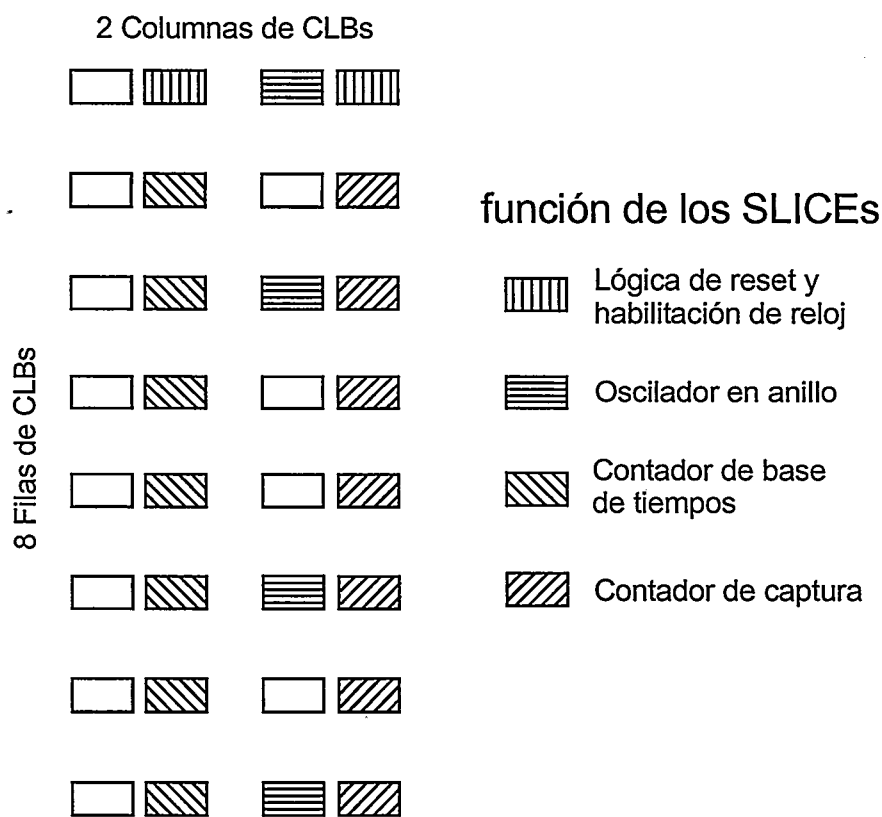 2 Columnas de CLBs
8 Filas de CLBs
función de los SLICEs
Lógica de reset y
habilitación de reloj
Oscilador en anillo
Contador de base
de tiempos
Contador de captura